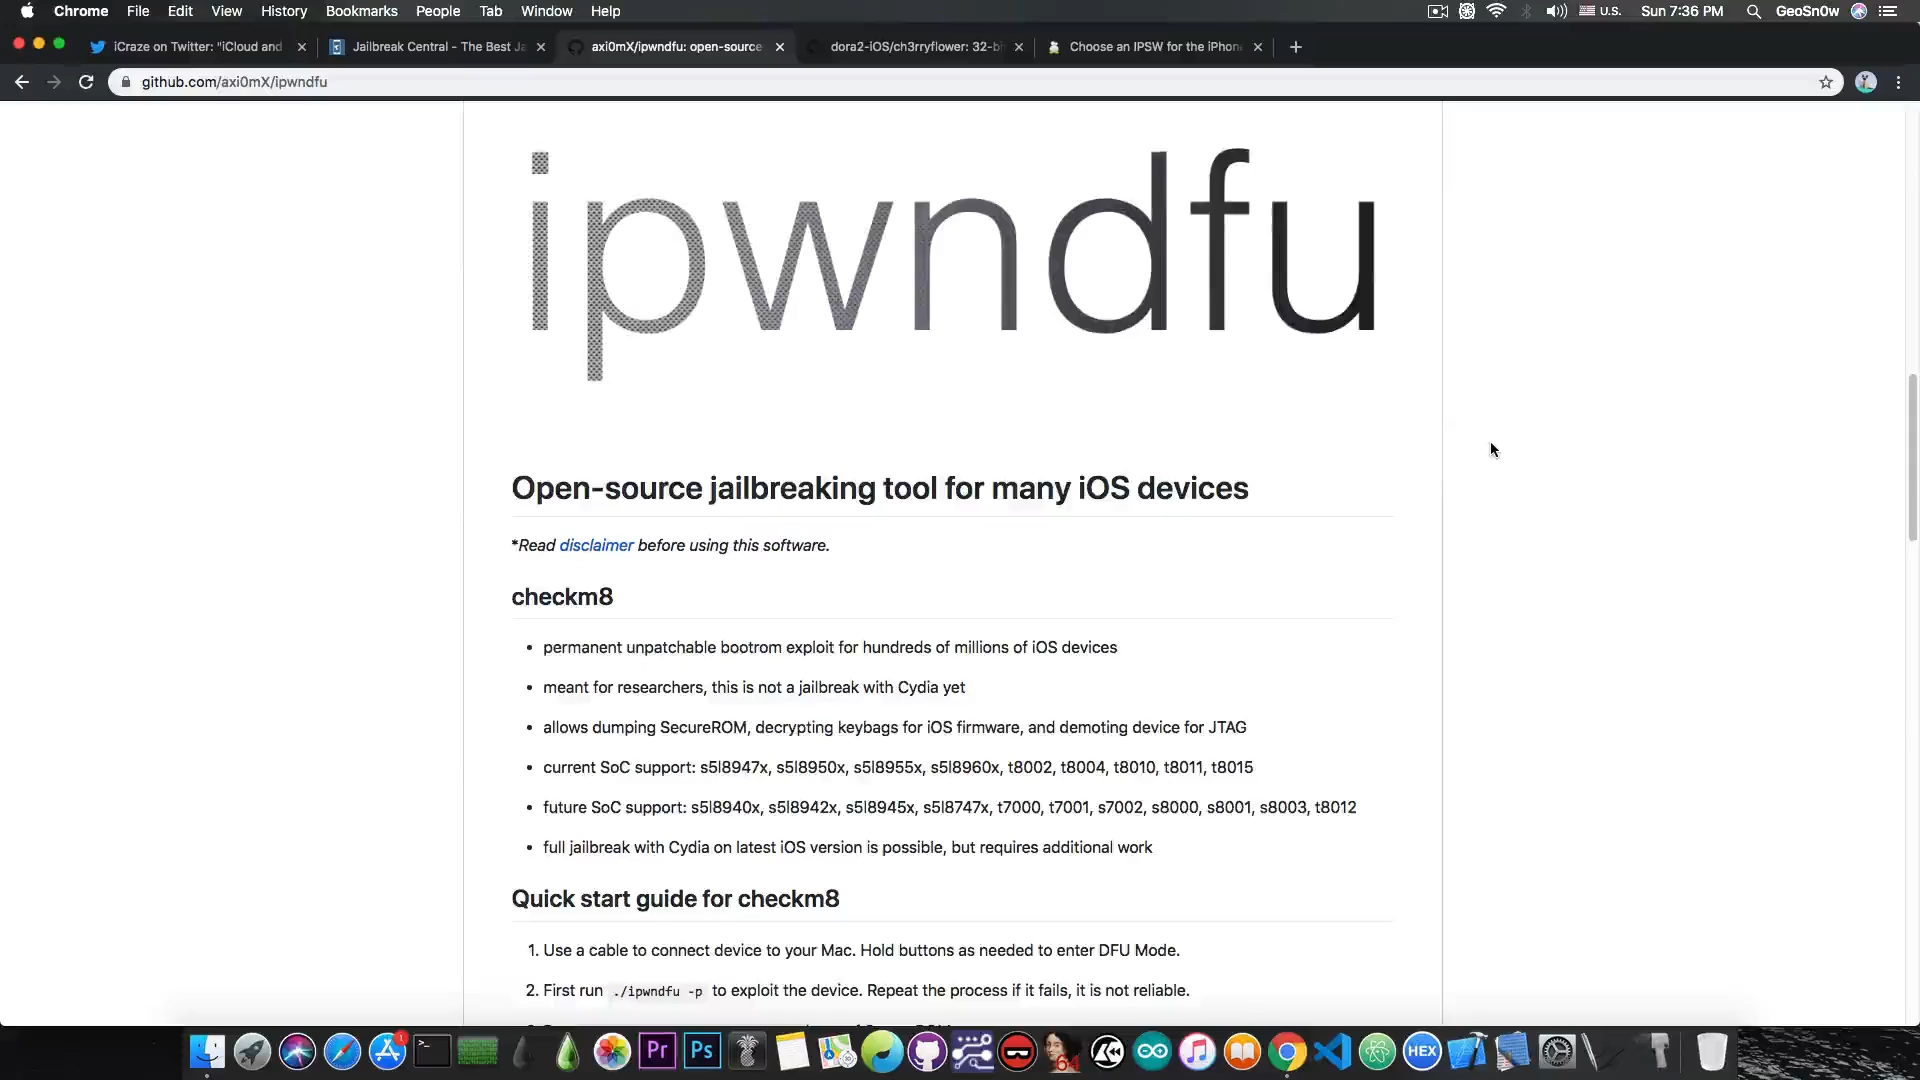 Chrome File Edit View History Bookmarks People Tab Window Help U.S. Sun 7:36 PM GeoSn0w
iCraze on Twitter: "iCloud and Jailbreak Central - The Best Ja axi0mX/ipwndfu: open-source dora2-iOS/ch3rryflower: 32-bi Choose an IPSW for the iPhon
github.com/axi0mX/ipwndfu
ipwndfu
Open-source jailbreaking tool for many iOS devices
*Read disclaimer before using this software.
checkm8
• permanent unpatchable bootrom exploit for hundreds of millions of iOS devices
• meant for researchers, this is not a jailbreak with Cydia yet
• allows dumping SecureROM, decrypting keybags for iOS firmware, and demoting device for JTAG
• current SoC support: s5l8947x, s5l8950x, s5l8955x, s5l8960x, t8002, t8004, t8010, t8011, t8015
• future SoC support: s5l8940x, s5l8942x, s5l8945x, s5l8747x, t7000, t7001, s7002, s8000, s8001, s8003, t8012
• full jailbreak with Cydia on latest iOS version is possible, but requires additional work
Quick start guide for checkm8
1. Use a cable to connect device to your Mac. Hold buttons as needed to enter DFU Mode.
2. First run ./ipwndfu -p to exploit the device. Repeat the process if it fails, it is not reliable.
1 Pr Ps 64 HEX